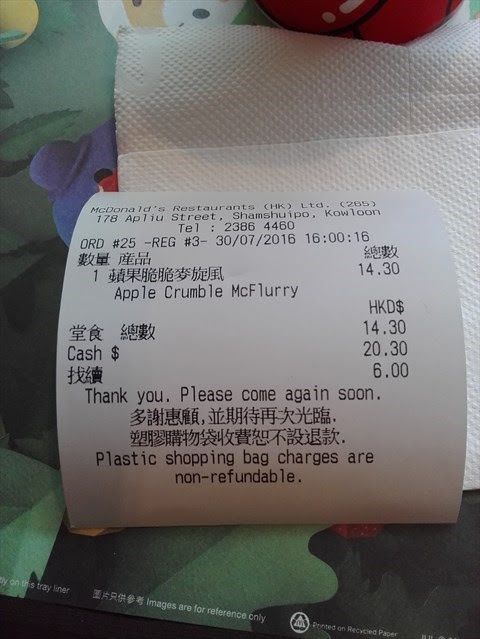 McDonald's Restaurants (HK) Ltd. (265)
178 Apliu Street, Shamshuipo, Kowloon
Tel : 2386 4460
ORD #25 -REG #3- 30/07/2016 16:00:16
數量 產品 總數
1 蘋果脆脆麥旋風 14.30
Apple Crumble McFlurry
HKD$
堂食 總數 14.30
Cash $ 20.30
找續 6.00
Thank you. Please come again soon.
多謝惠顧,並期待再次光臨.
塑膠購物袋收費恕不設退款.
Plastic shopping bag charges are
non-refundable.
on this tray liner
圖片只供參考 Images are for reference only
Printed on Recycled Paper